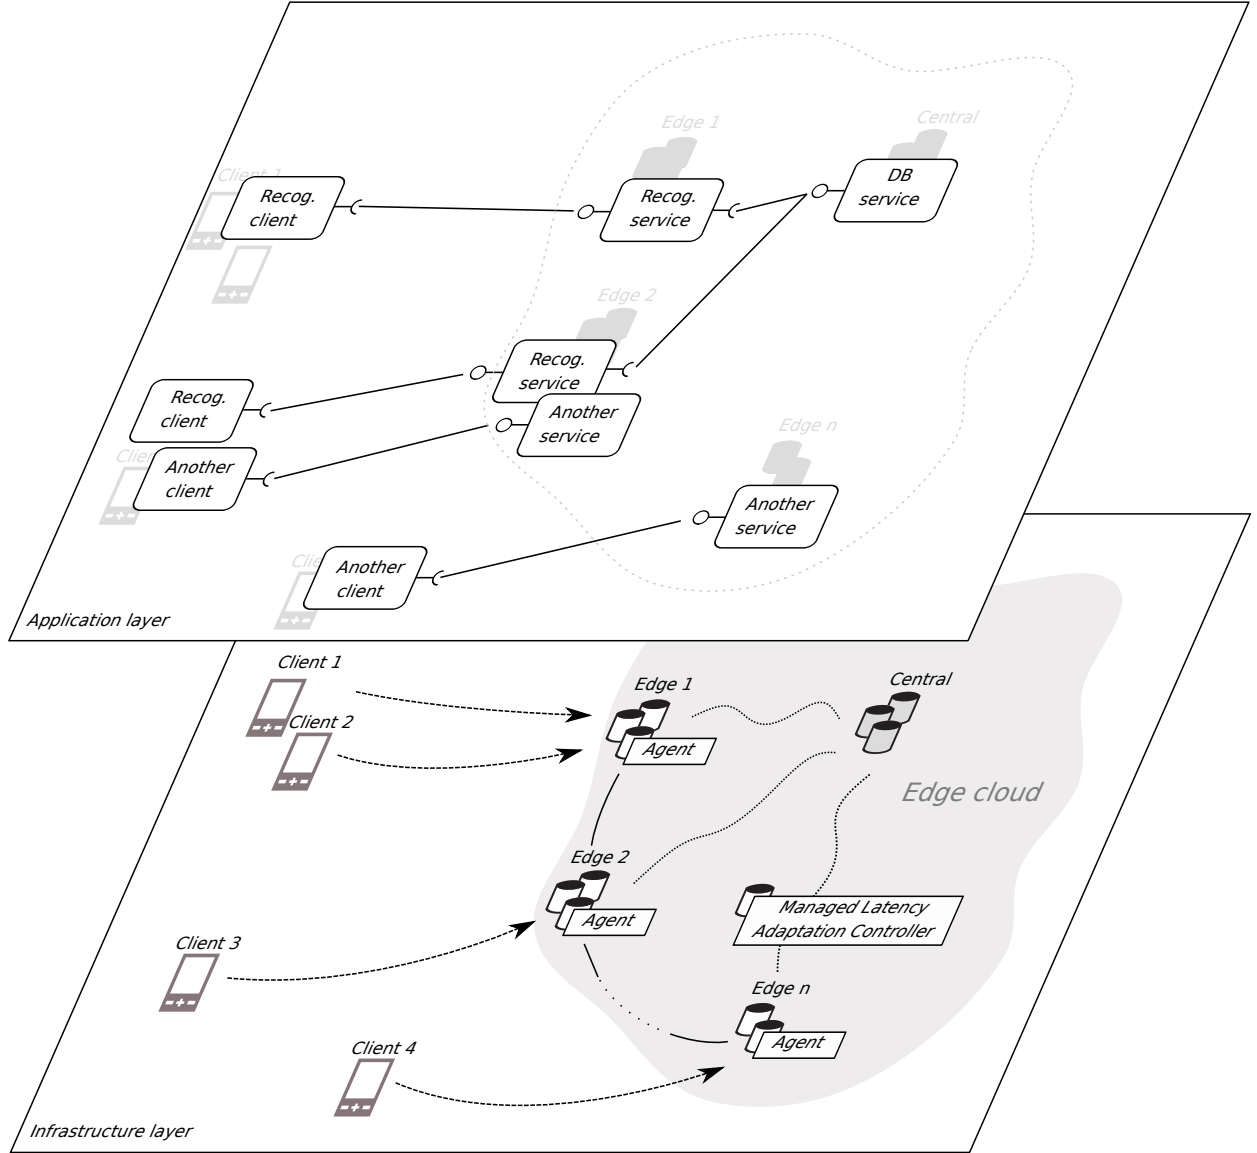 Edge 1
Central
Client 1
Recog.
client
Recog.
service
DB
service
Edge 2
Recog.
service
Recog.
client
Another
service
Another
client
Edge n
Another
service
Another
client
Application layer
Client 1
Client 2
Edge 1
Agent
Central
Edge cloud
Edge 2
Agent
Managed Latency
Adaptation Controller
Client 3
Edge n
Agent
Client 4
Infrastructure layer